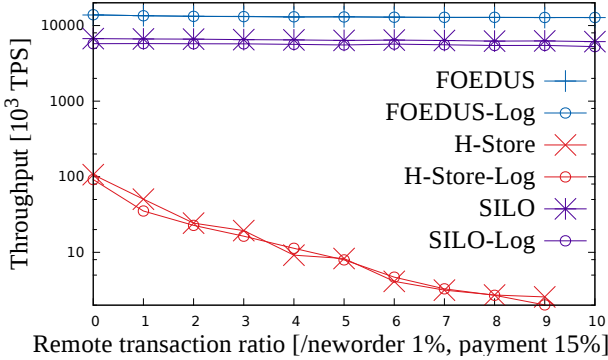 Throughput [10³ TPS]
10000
1000
100
10
FOEDUS
FOEDUS-Log
H-Store
H-Store-Log
SILO
SILO-Log
0 1 2 3 4 5 6 7 8 9 10
Remote transaction ratio [/neworder 1%, payment 15%]